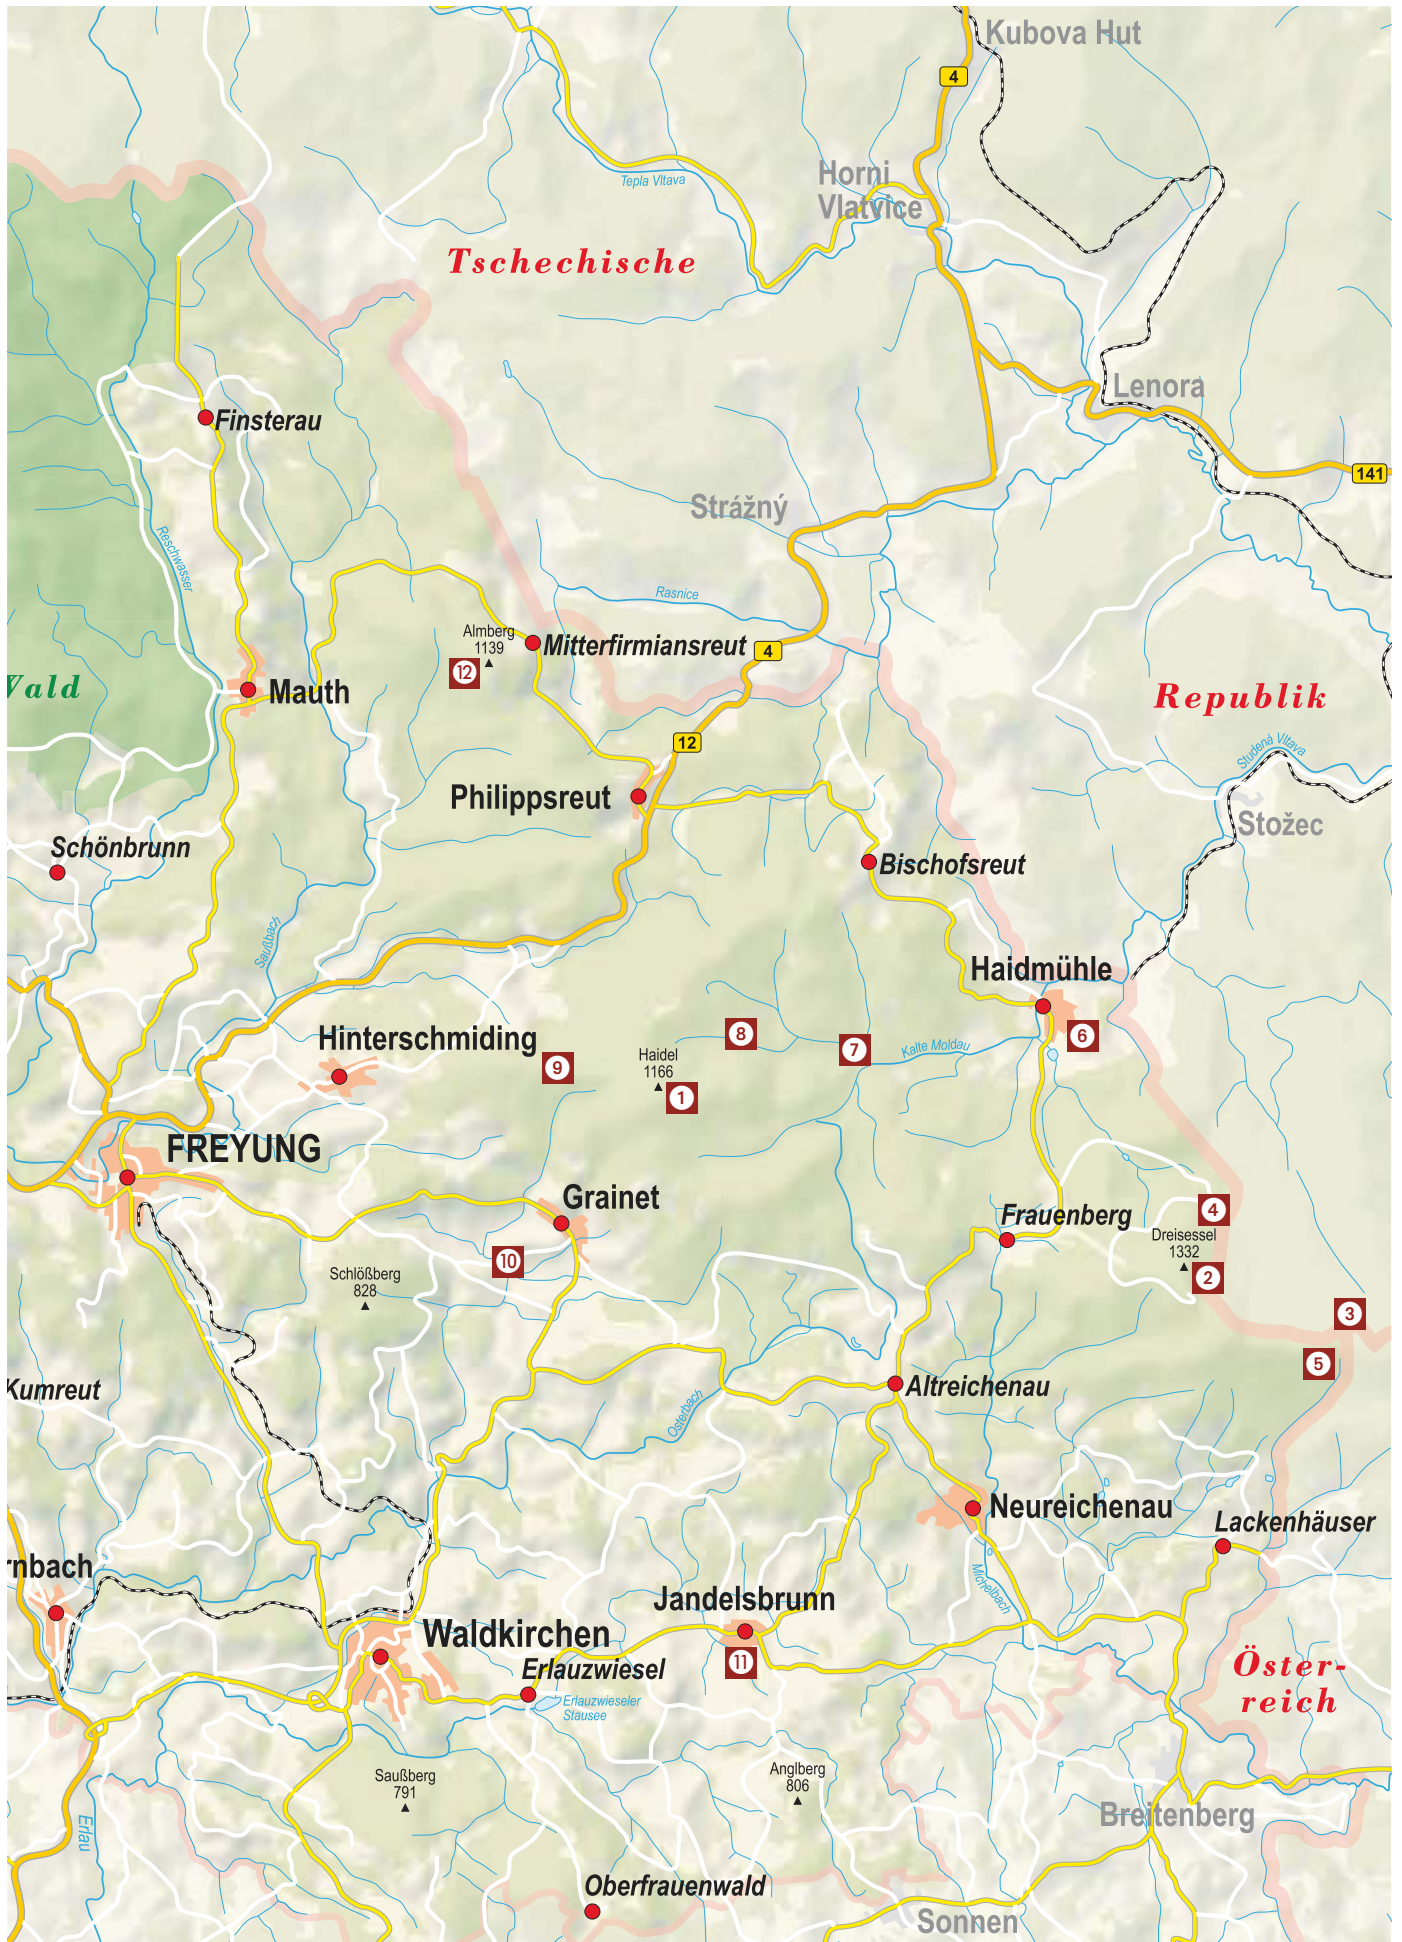 Kubova Hut
4
Horni
Vlatvice
Tepla Vltava
Tschechische
Lenora
Finsterau
141
Strážný
Reschwasser
Rasnice
Almberg
1139
12
Mitterfirmiansreut
4
Mauth
Wald
Republik
12
Studená Vltava
Philippsreut
Stožec
Schönbrunn
Bischofsreut
Saußbach
Haidmühle
Hinterschmiding
8
6
Kalte Moldau
7
9
Haidel
1166
1
FREYUNG
Grainet
4
Frauenberg
Dreisessel
1332
2
10
Schlößberg
828
3
5
Kumreut
Altreichenau
Osterbach
Neureichenau
Lackenhäuser
rnbach
Michelbach
Jandelsbrunn
Waldkirchen
11
Erlauzwiesel
Öster-
reich
Erlauzwieseler
Stausee
Saußberg
791
Anglberg
806
Breitenberg
Erlau
Oberfrauenwald
Sonnen